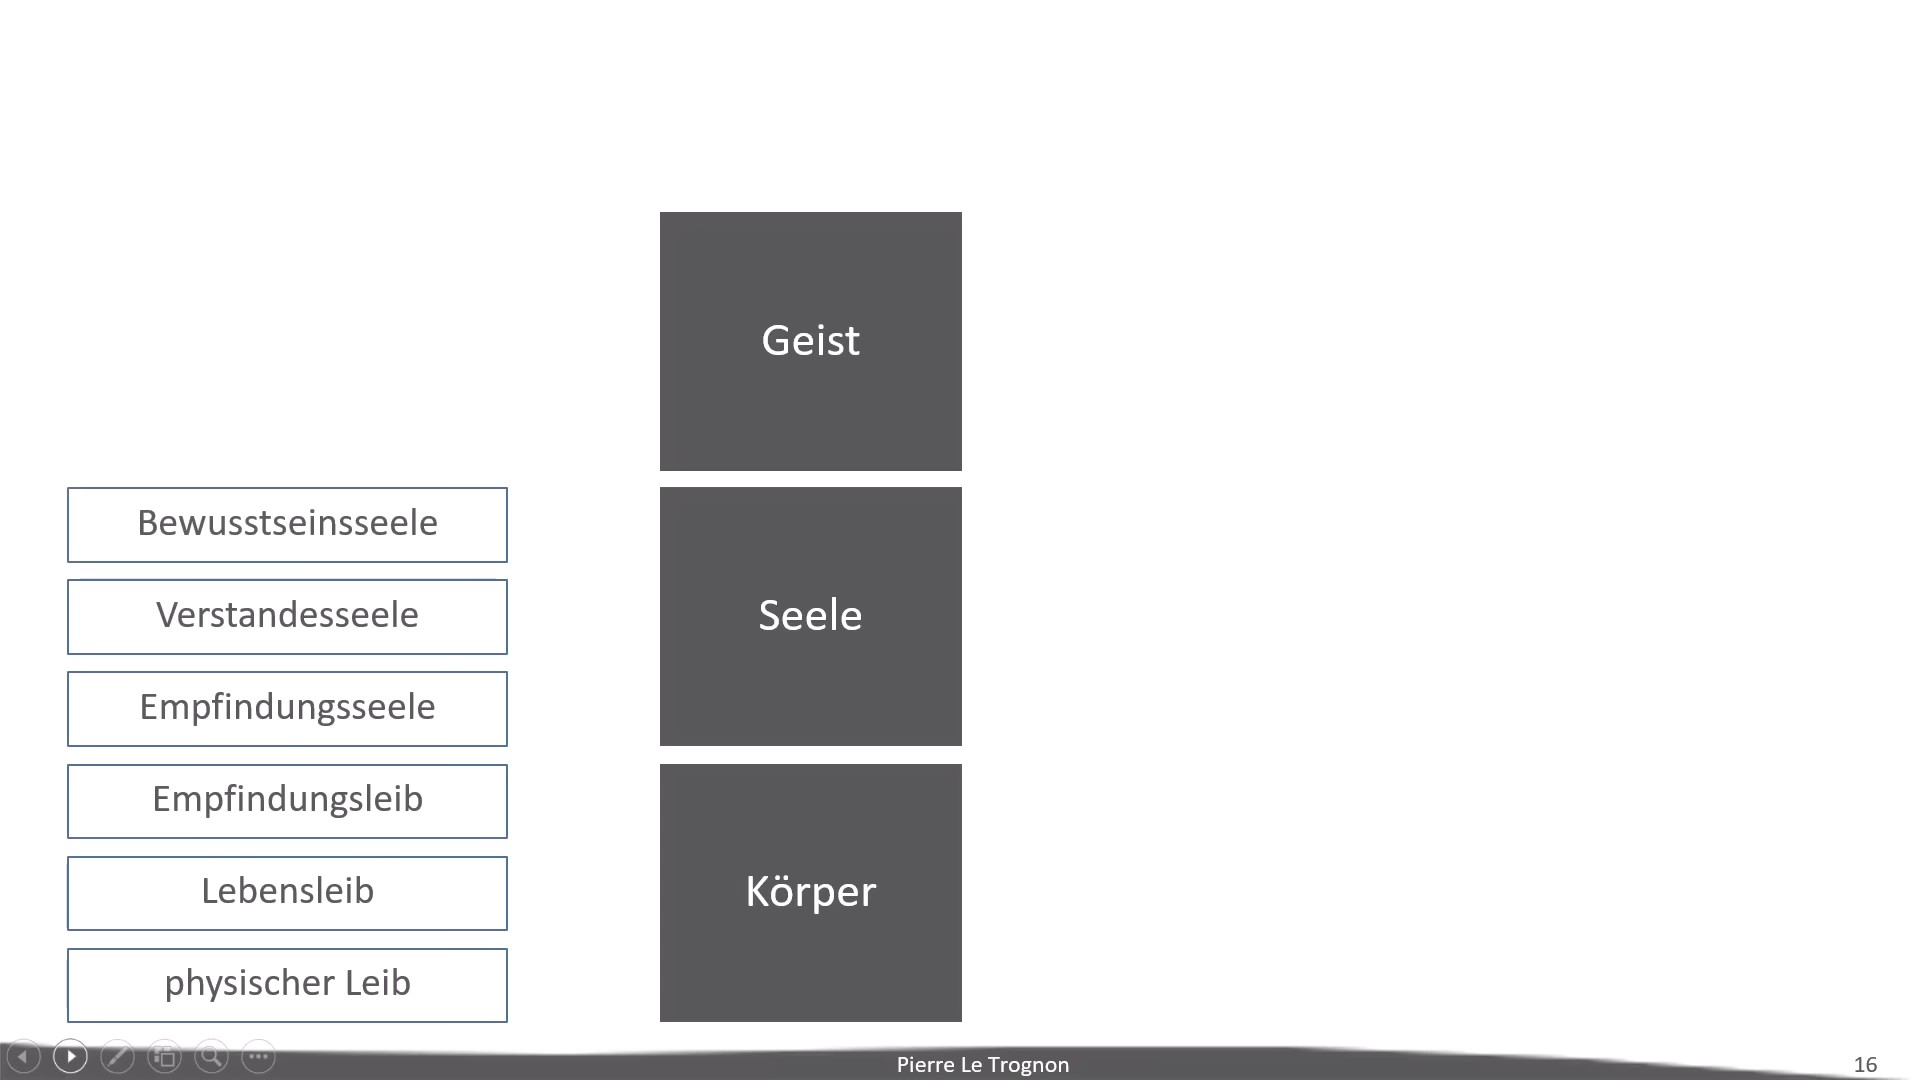 Geist
Bewusstseinsseele
Verstandesseele
Seele
Empfindungsseele
Empfindungsleib
Lebensleib
Körper
physischer Leib
Pierre Le Trognon
16